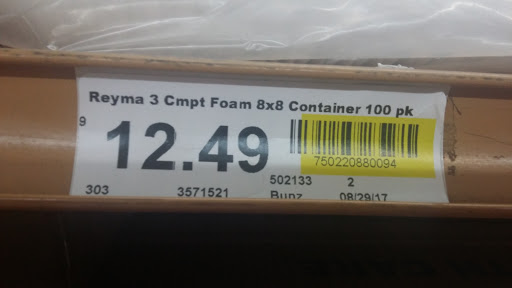 Reyma 3 Cmpt Foam 8x8 Container 100 pk
9
12.49
750220880094
502133 2
303 3571521 Bunz 08/29/17